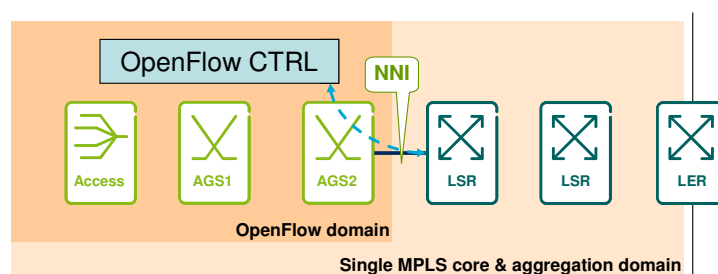 OpenFlow CTRL
NNI
Access
AGS1
AGS2
LSR
LSR
LER
OpenFlow domain
Single MPLS core & aggregation domain